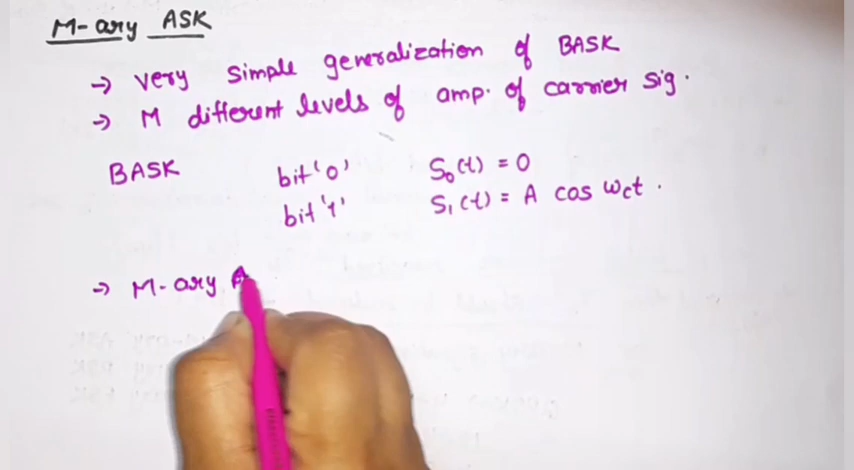 M-ary ASK
→ very simple generalization of BASK
→ M different levels of amp. of carrier sig.
BASK bit '0' S₀(t) = 0
bit '1' S₁(t) = A cos ωct.
→ M-ary A